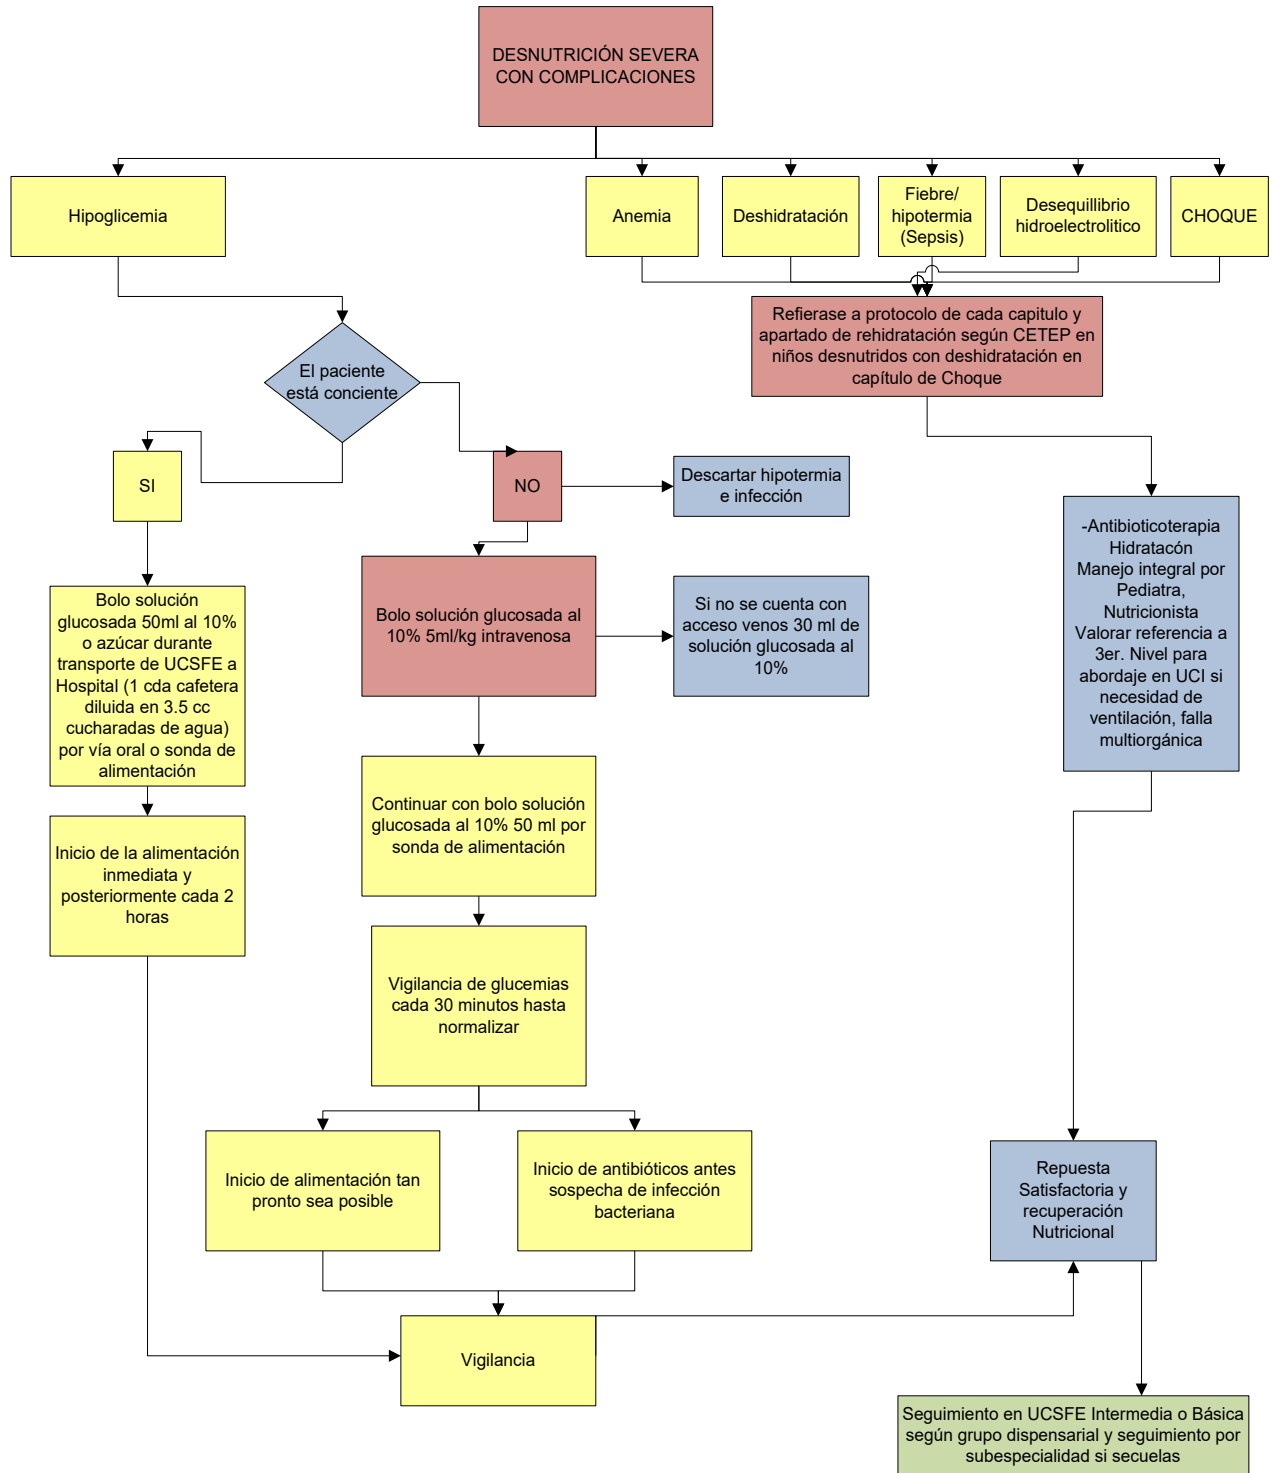 DESNUTRICIÓN SEVERA
CON COMPLICACIONES
Hipoglicemia
Anemia
Deshidratación
Fiebre/
hipotermia
(Sepsis)
Desequillibrio
hidroelectrolitico
CHOQUE
Refierase a protocolo de cada capitulo y
apartado de rehidratación según CETEP en
niños desnutridos con deshidratación en
capítulo de Choque
El paciente
está conciente
SI
NO
Descartar hipotermia
e infección
-Antibioticoterapia
Hidratacón
Manejo integral por
Pediatra,
Nutricionista
Valorar referencia a
3er. Nivel para
abordaje en UCI si
necesidad de
ventilación, falla
multiorgánica
Bolo solución
glucosada 50ml al 10%
o azúcar durante
transporte de UCSFE a
Hospital (1 cda cafetera
diluida en 3.5 cc
cucharadas de agua)
por vía oral o sonda de
alimentación
Bolo solución glucosada al
10% 5ml/kg intravenosa
Si no se cuenta con
acceso venos 30 ml de
solución glucosada al
10%
Continuar con bolo solución
glucosada al 10% 50 ml por
sonda de alimentación
Inicio de la alimentación
inmediata y
posteriormente cada 2
horas
Vigilancia de glucemias
cada 30 minutos hasta
normalizar
Inicio de alimentación tan
pronto sea posible
Inicio de antibióticos antes
sospecha de infección
bacteriana
Repuesta
Satisfactoria y
recuperación
Nutricional
Vigilancia
Seguimiento en UCSFE Intermedia o Básica
según grupo dispensarial y seguimiento por
subespecialidad si secuelas